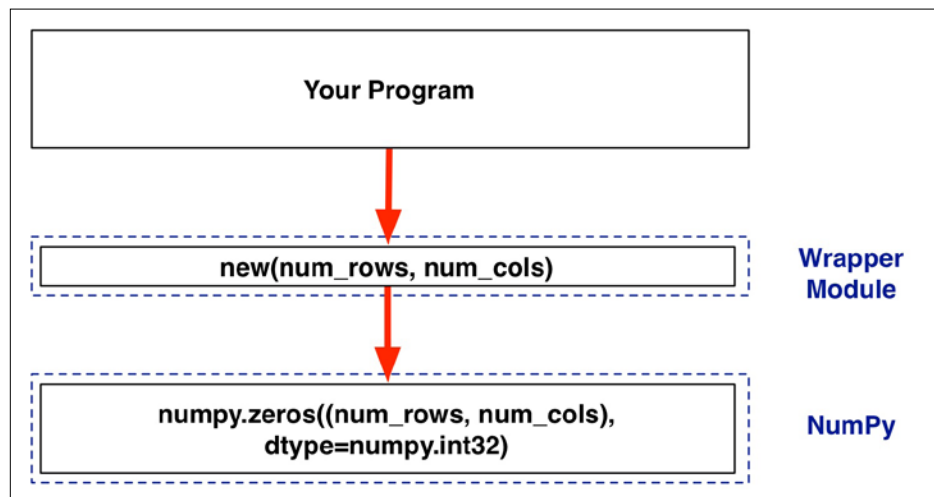 Your Program
new(num_rows, num_cols)
Wrapper
Module
numpy.zeros((num_rows, num_cols),
dtype=numpy.int32)
NumPy